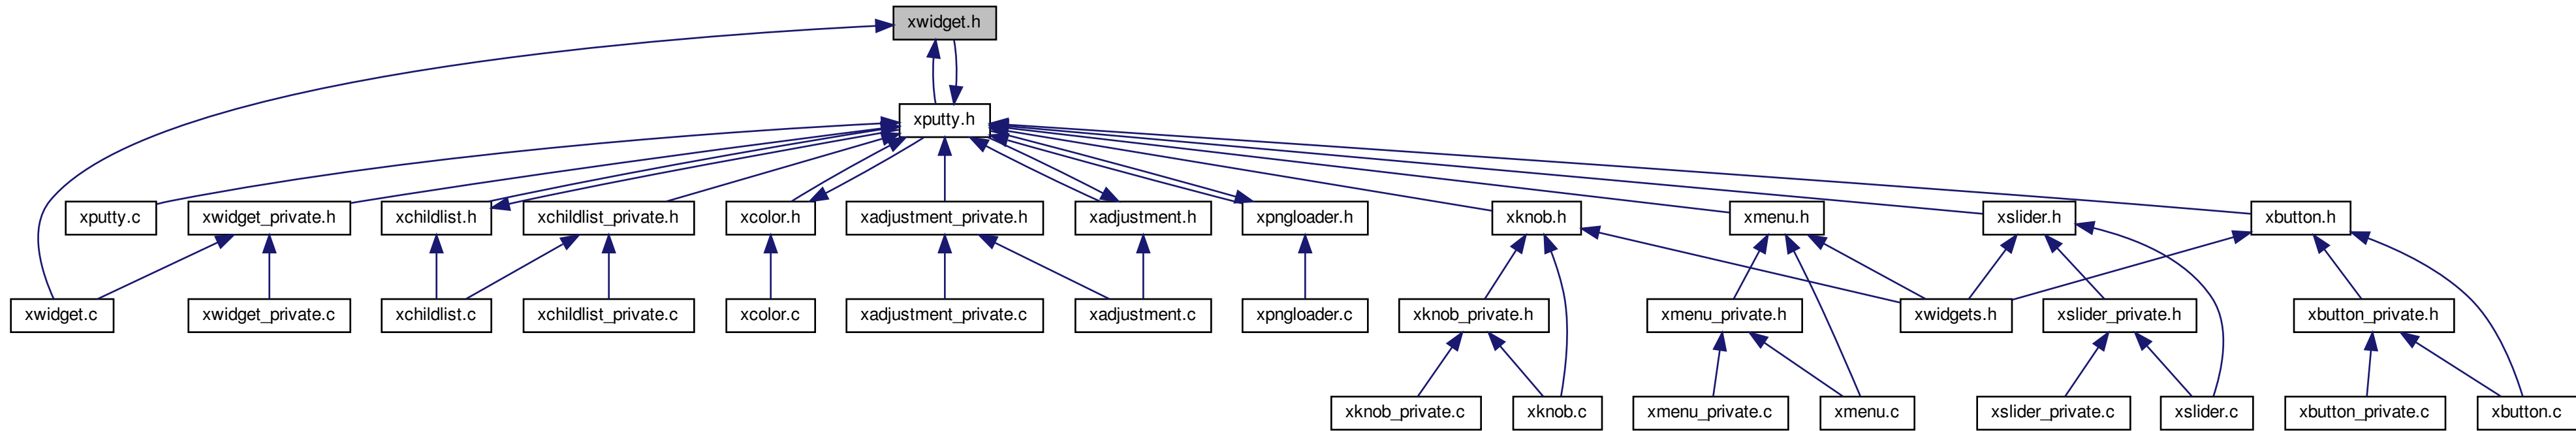 xwidget.h
xputty.h
xputty.c
xwidget_private.h
xchildlist.h
xchildlist_private.h
xcolor.h
xadjustment_private.h
xadjustment.h
xpngloader.h
xknob.h
xmenu.h
xslider.h
xbutton.h
xwidget.c
xwidget_private.c
xchildlist.c
xchildlist_private.c
xcolor.c
xadjustment_private.c
xadjustment.c
xpngloader.c
xknob_private.h
xmenu_private.h
xwidgets.h
xslider_private.h
xbutton_private.h
xknob_private.c
xknob.c
xmenu_private.c
xmenu.c
xslider_private.c
xslider.c
xbutton_private.c
xbutton.c